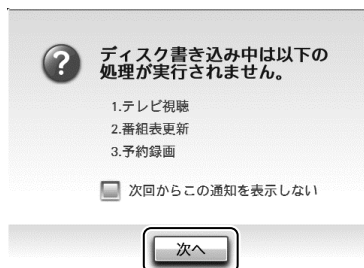 ?
ディスク書き込み中は以下の
処理が実行されません。
1.テレビ視聴
2.番組表更新
3.予約録画
次回からこの通知を表示しない
次へ